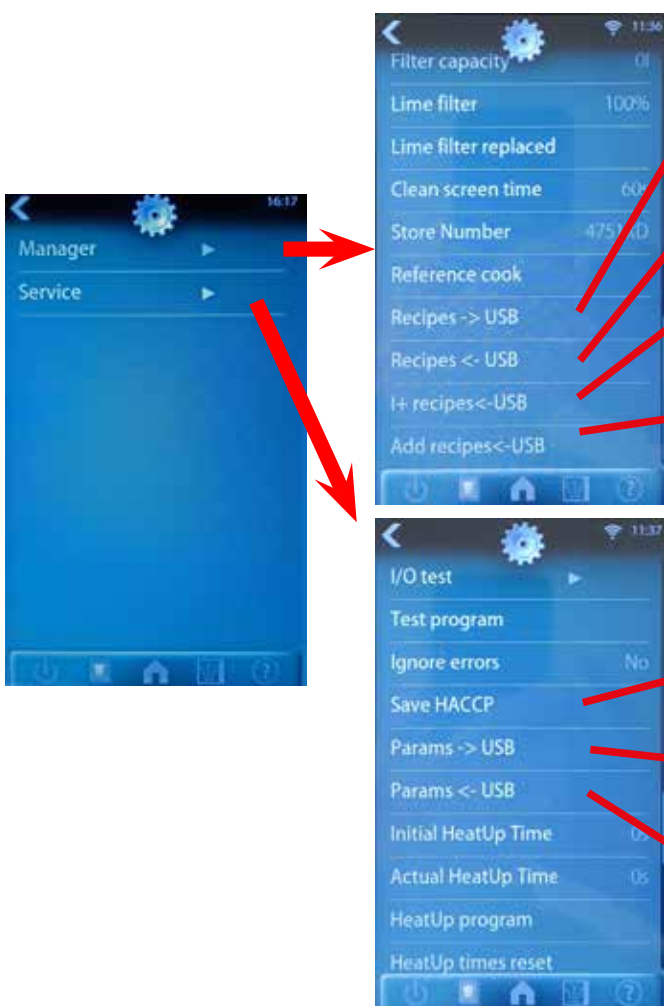 16:17
Manager
Service
11:36
Filter capacity 0l
Lime filter 100%
Lime filter replaced
Clean screen time 60s
Store Number
Reference cook
Recipes -> USB
Recipes <- USB
I+ recipes<-USB
Add recipes<-USB
11:37
I/O test
Test program
Ignore errors No
Save HACCP
Params -> USB
Params <- USB
Initial HeatUp Time 0s
Actual HeatUp Time 0s
HeatUp program
HeatUp times reset